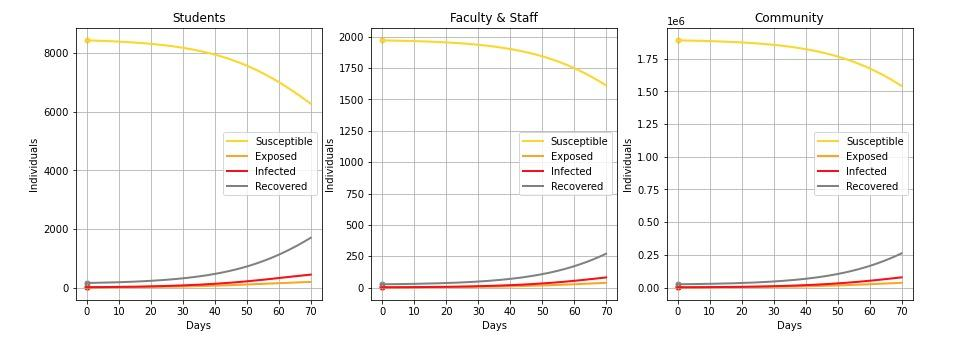 Students
Individuals
8000
6000
4000
2000
0
Susceptible
Exposed
Infected
Recovered
0 10 20 30 40 50 60 70
Days
Faculty & Staff
Individuals
2000
1750
1500
1250
1000
750
500
250
0
Susceptible
Exposed
Infected
Recovered
0 10 20 30 40 50 60 70
Days
Community
1e6
Individuals
1.75
1.50
1.25
1.00
0.75
0.50
0.25
0.00
Susceptible
Exposed
Infected
Recovered
0 10 20 30 40 50 60 70
Days